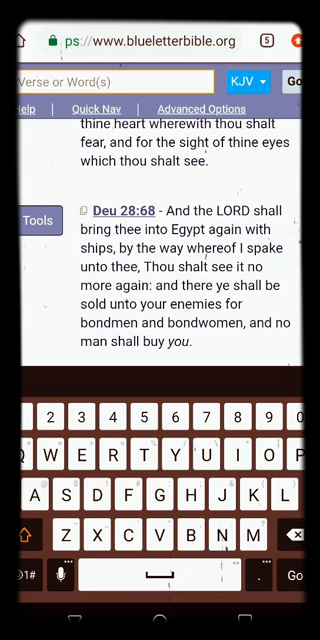 ps://www.blueletterbible.org 5
Verse or Word(s) KJV Go
Help | Quick Nav | Advanced Options
thine heart wherewith thou shalt
fear, and for the sight of thine eyes
which thou shalt see.
Tools
Deu 28:68 - And the LORD shall
bring thee into Egypt again with
ships, by the way whereof I spake
unto thee, Thou shalt see it no
more again: and there ye shall be
sold unto your enemies for
bondmen and bondwomen, and no
man shall buy you.
2 3 4 5 6 7 8 9 0
Q W E R T Y U I O P
A S D F G H J K L
Z X C V B N M
1# . Go